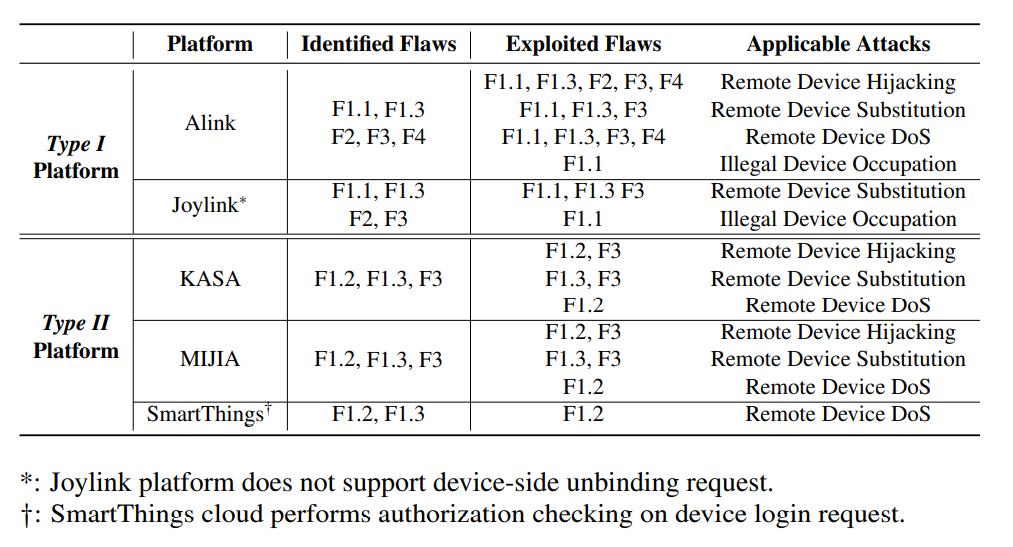 Platform Identified Flaws Exploited Flaws Applicable Attacks
F1.1, F1.3, F2, F3, F4 Remote Device Hijacking
F1.1, F1.3 F1.1, F1.3, F3 Remote Device Substitution
Alink
Type I F2, F3, F4 F1.1, F1.3, F3, F4 Remote Device DoS
Platform F1.1 Illegal Device Occupation
Joylink* F1.1, F1.3 F1.1, F1.3 F3 Remote Device Substitution
F2, F3 F1.1 Illegal Device Occupation
F1.2, F3 Remote Device Hijacking
KASA F1.2, F1.3, F3 F1.3, F3 Remote Device Substitution
F1.2 Remote Device DoS
Type II
Platform
F1.2, F3 Remote Device Hijacking
MIJIA F1.2, F1.3, F3 F1.3, F3 Remote Device Substitution
F1.2 Remote Device DoS
SmartThings† F1.2, F1.3 F1.2 Remote Device DoS
*: Joylink platform does not support device-side unbinding request.
†: SmartThings cloud performs authorization checking on device login request.